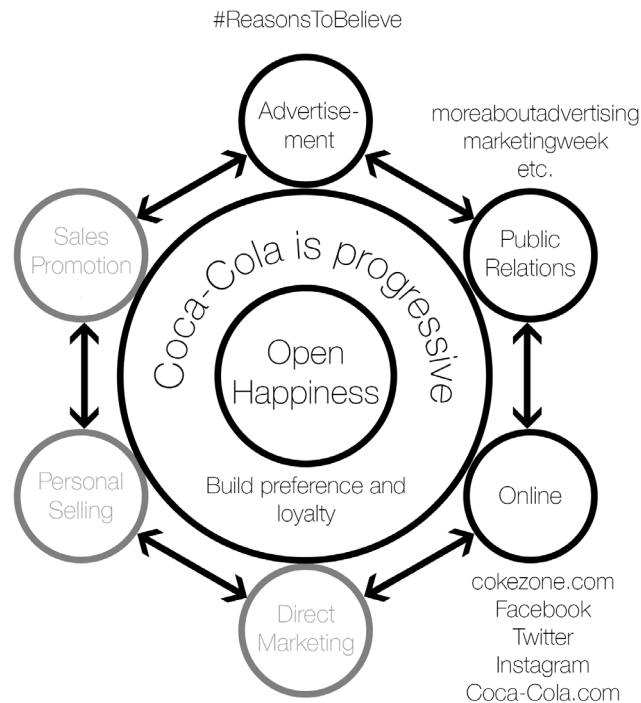 #ReasonsToBelieve
Advertise-
ment
moreaboutadvertising
marketingweek
etc.
Sales
Promotion
Public
Relations
Coca-Cola is progressive
Open
Happiness
Build preference and
loyalty
Personal
Selling
Online
Direct
Marketing
cokezone.com
Facebook
Twitter
Instagram
Coca-Cola.com